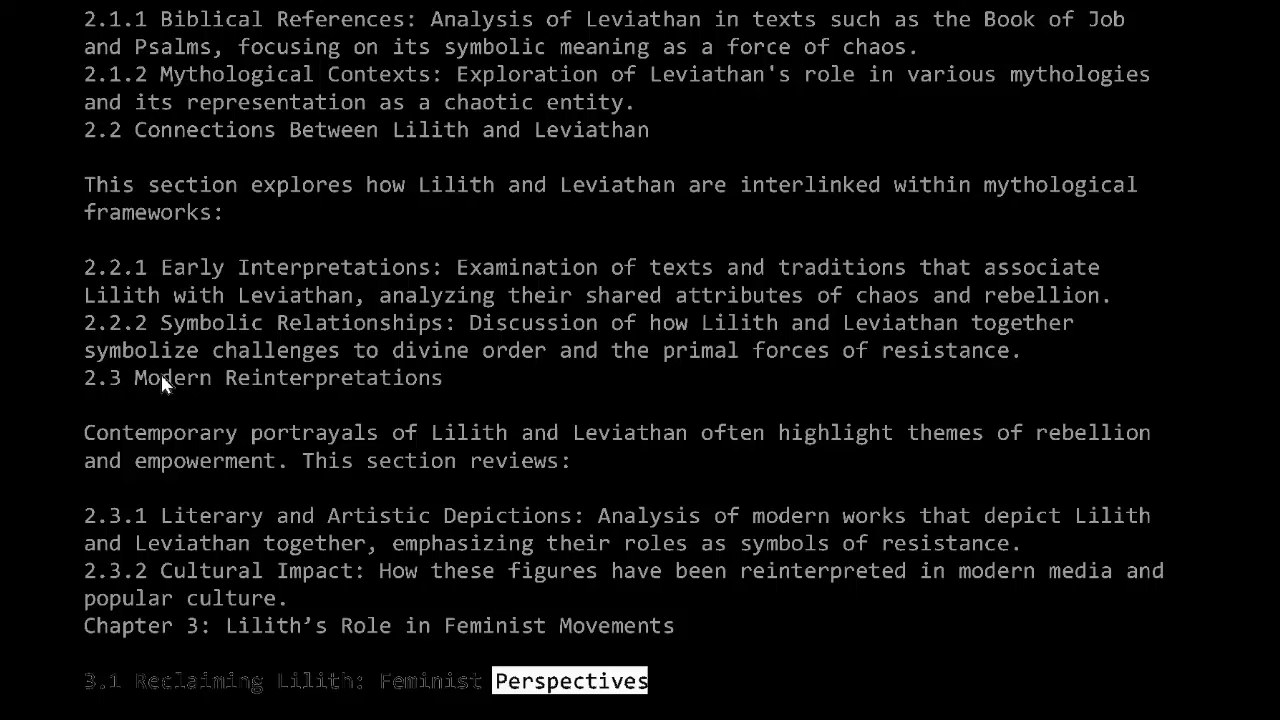 2.1.1 Biblical References: Analysis of Leviathan in texts such as the Book of Job
and Psalms, focusing on its symbolic meaning as a force of chaos.
2.1.2 Mythological Contexts: Exploration of Leviathan's role in various mythologies
and its representation as a chaotic entity.
2.2 Connections Between Lilith and Leviathan
This section explores how Lilith and Leviathan are interlinked within mythological
frameworks:
2.2.1 Early Interpretations: Examination of texts and traditions that associate
Lilith with Leviathan, analyzing their shared attributes of chaos and rebellion.
2.2.2 Symbolic Relationships: Discussion of how Lilith and Leviathan together
symbolize challenges to divine order and the primal forces of resistance.
2.3 Modern Reinterpretations
Contemporary portrayals of Lilith and Leviathan often highlight themes of rebellion
and empowerment. This section reviews:
2.3.1 Literary and Artistic Depictions: Analysis of modern works that depict Lilith
and Leviathan together, emphasizing their roles as symbols of resistance.
2.3.2 Cultural Impact: How these figures have been reinterpreted in modern media and
popular culture.
Chapter 3: Lilith’s Role in Feminist Movements
3.1 Reclaiming Lilith: Feminist Perspectives